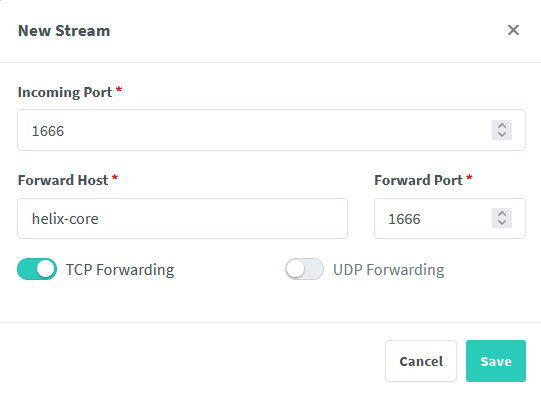 New Stream
Incoming Port *
1666
Forward Host *
Forward Port *
helix-core
1666
TCP Forwarding
UDP Forwarding
Cancel
Save